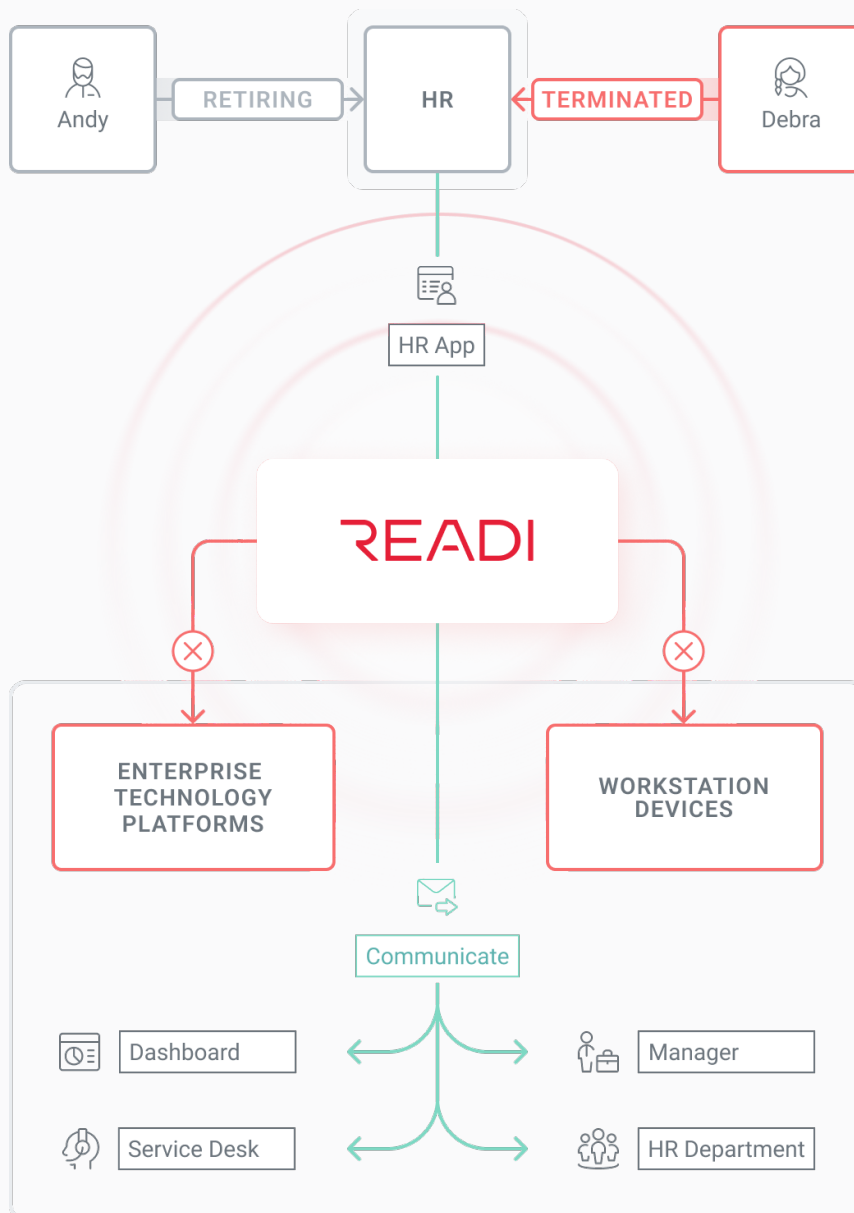 Andy
RETIRING
HR
TERMINATED
Debra
HR App
READI
ENTERPRISE
TECHNOLOGY
PLATFORMS
WORKSTATION
DEVICES
Communicate
Dashboard
Manager
Service Desk
HR Department